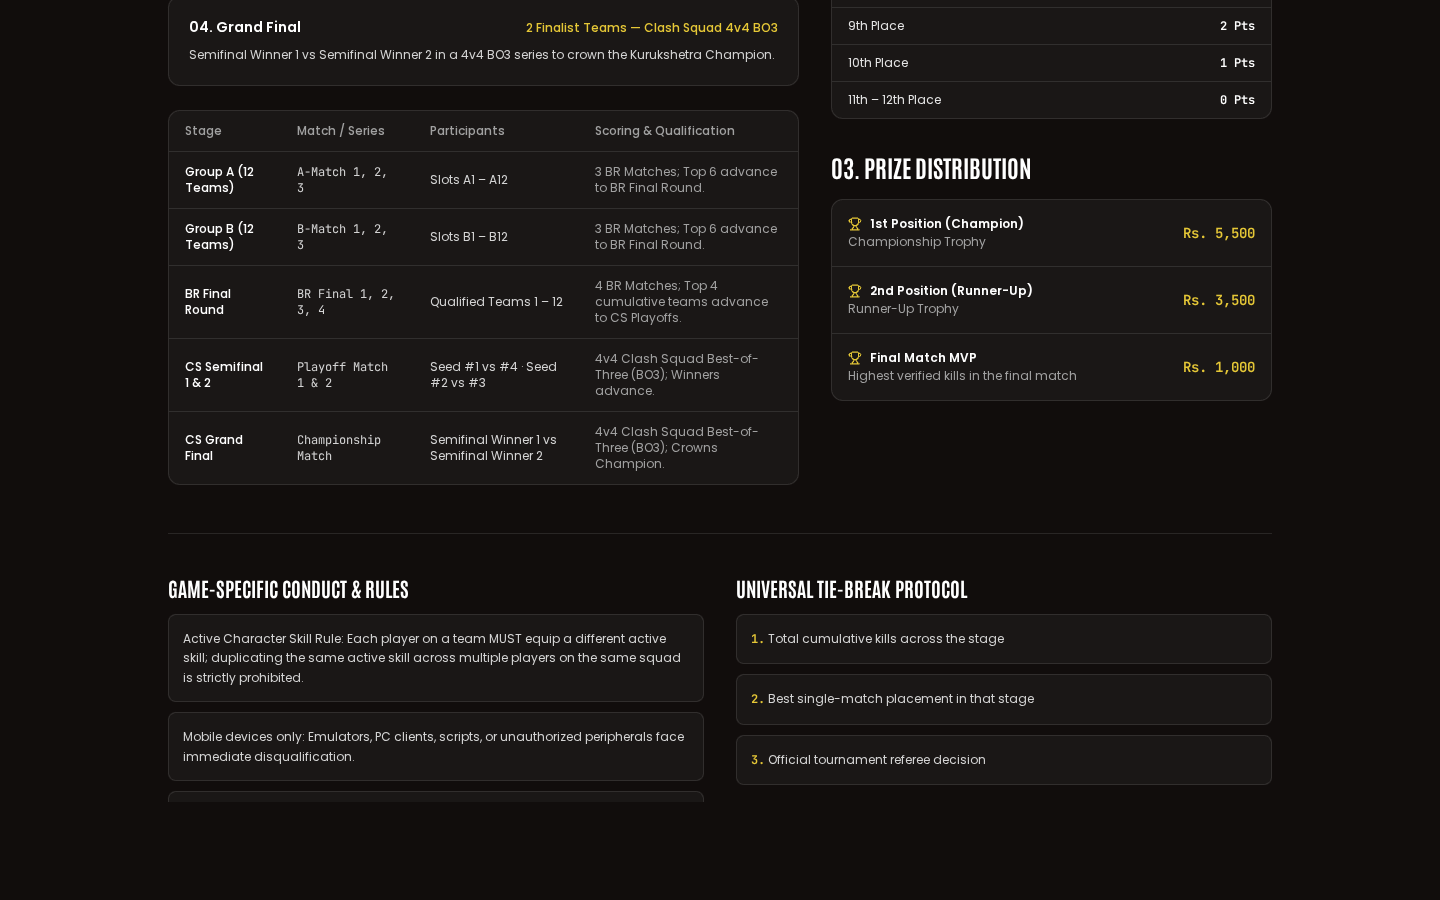 04. Grand Final
2 Finalist Teams — Clash Squad 4v4 BO3
Semifinal Winner 1 vs Semifinal Winner 2 in a 4v4 BO3 series to crown the Kurukshetra Champion.
Stage Match / Series Participants Scoring & Qualification
Group A (12
Teams)
A-Match 1, 2,
3
Slots A1 – A12
3 BR Matches; Top 6 advance
to BR Final Round.
Group B (12
Teams)
B-Match 1, 2,
3
Slots B1 – B12
3 BR Matches; Top 6 advance
to BR Final Round.
BR Final
Round
BR Final 1, 2,
3, 4
Qualified Teams 1 – 12
4 BR Matches; Top 4
cumulative teams advance
to CS Playoffs.
CS Semifinal
1 & 2
Playoff Match
1 & 2
Seed #1 vs #4 · Seed
#2 vs #3
4v4 Clash Squad Best-of-
Three (BO3); Winners
advance.
CS Grand
Final
Championship
Match
Semifinal Winner 1 vs
Semifinal Winner 2
4v4 Clash Squad Best-of-
Three (BO3); Crowns
Champion.
9th Place 2 Pts
10th Place 1 Pts
11th – 12th Place 0 Pts
03. PRIZE DISTRIBUTION
1st Position (Champion)
Championship Trophy
Rs. 5,500
2nd Position (Runner-Up)
Runner-Up Trophy
Rs. 3,500
Final Match MVP
Highest verified kills in the final match
Rs. 1,000
GAME-SPECIFIC CONDUCT & RULES
Active Character Skill Rule: Each player on a team MUST equip a different active
skill; duplicating the same active skill across multiple players on the same squad
is strictly prohibited.
Mobile devices only: Emulators, PC clients, scripts, or unauthorized peripherals face
immediate disqualification.
UNIVERSAL TIE-BREAK PROTOCOL
1. Total cumulative kills across the stage
2. Best single-match placement in that stage
3. Official tournament referee decision